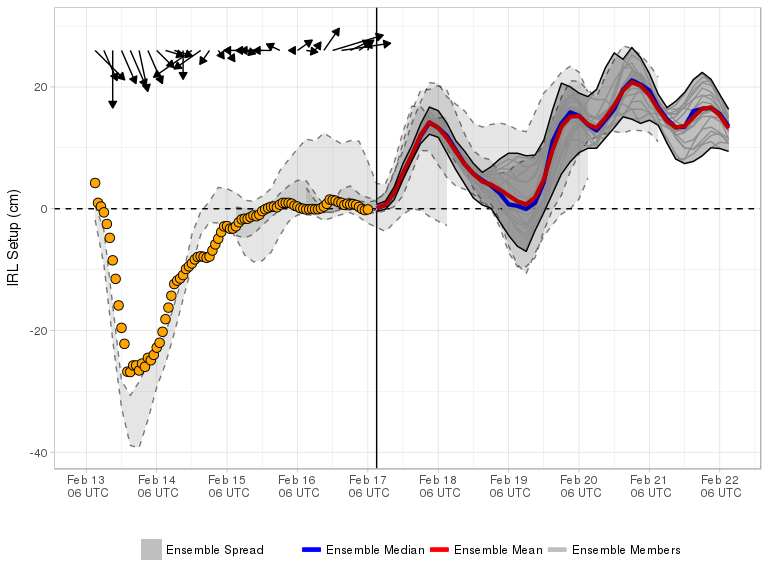 IRL Setup (cm)
20
0
-20
-40
Feb 13 Feb 14 Feb 15 Feb 16 Feb 17 Feb 18 Feb 19 Feb 20 Feb 21 Feb 22
06 UTC 06 UTC 06 UTC 06 UTC 06 UTC 06 UTC 06 UTC 06 UTC 06 UTC 06 UTC
Ensemble Spread Ensemble Median Ensemble Mean Ensemble Members